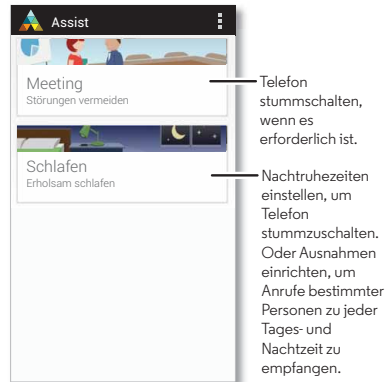 Assist
Meeting
Störungen vermeiden
Schlafen
Erholsam schlafen
Telefon
stummschalten,
wenn es
erforderlich ist.
Nachtruhezeiten
einstellen, um
Telefon
stummzuschalten.
Oder Ausnahmen
einrichten, um
Anrufe bestimmter
Personen zu jeder
Tages- und
Nachtzeit zu
empfangen.